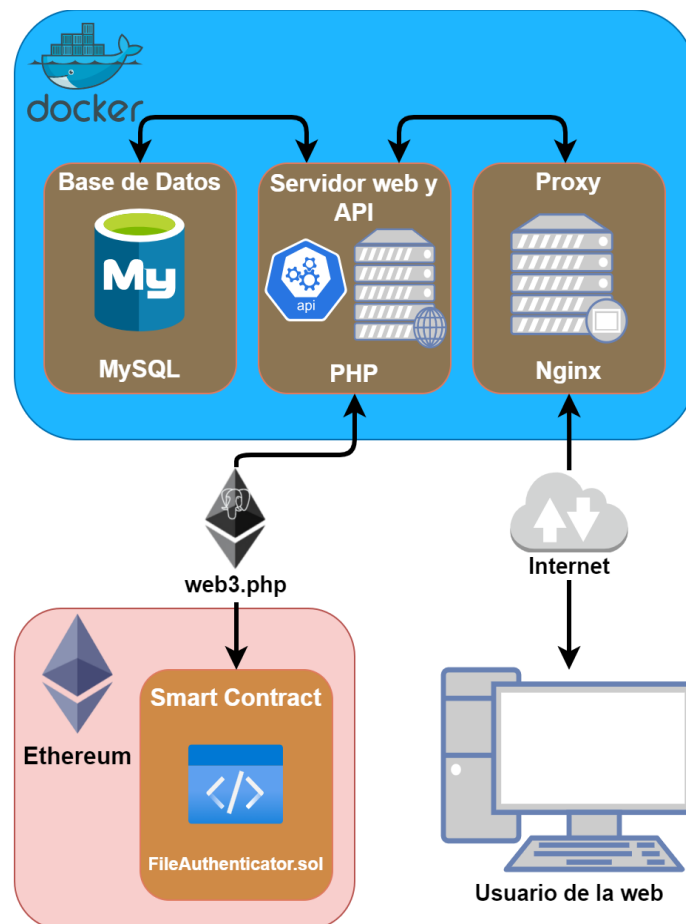 docker
Base de Datos
My
MySQL
Servidor web y
API
api
PHP
Proxy
Nginx
web3.php
Internet
Ethereum
Smart Contract
</>
FileAuthenticator.sol
Usuario de la web